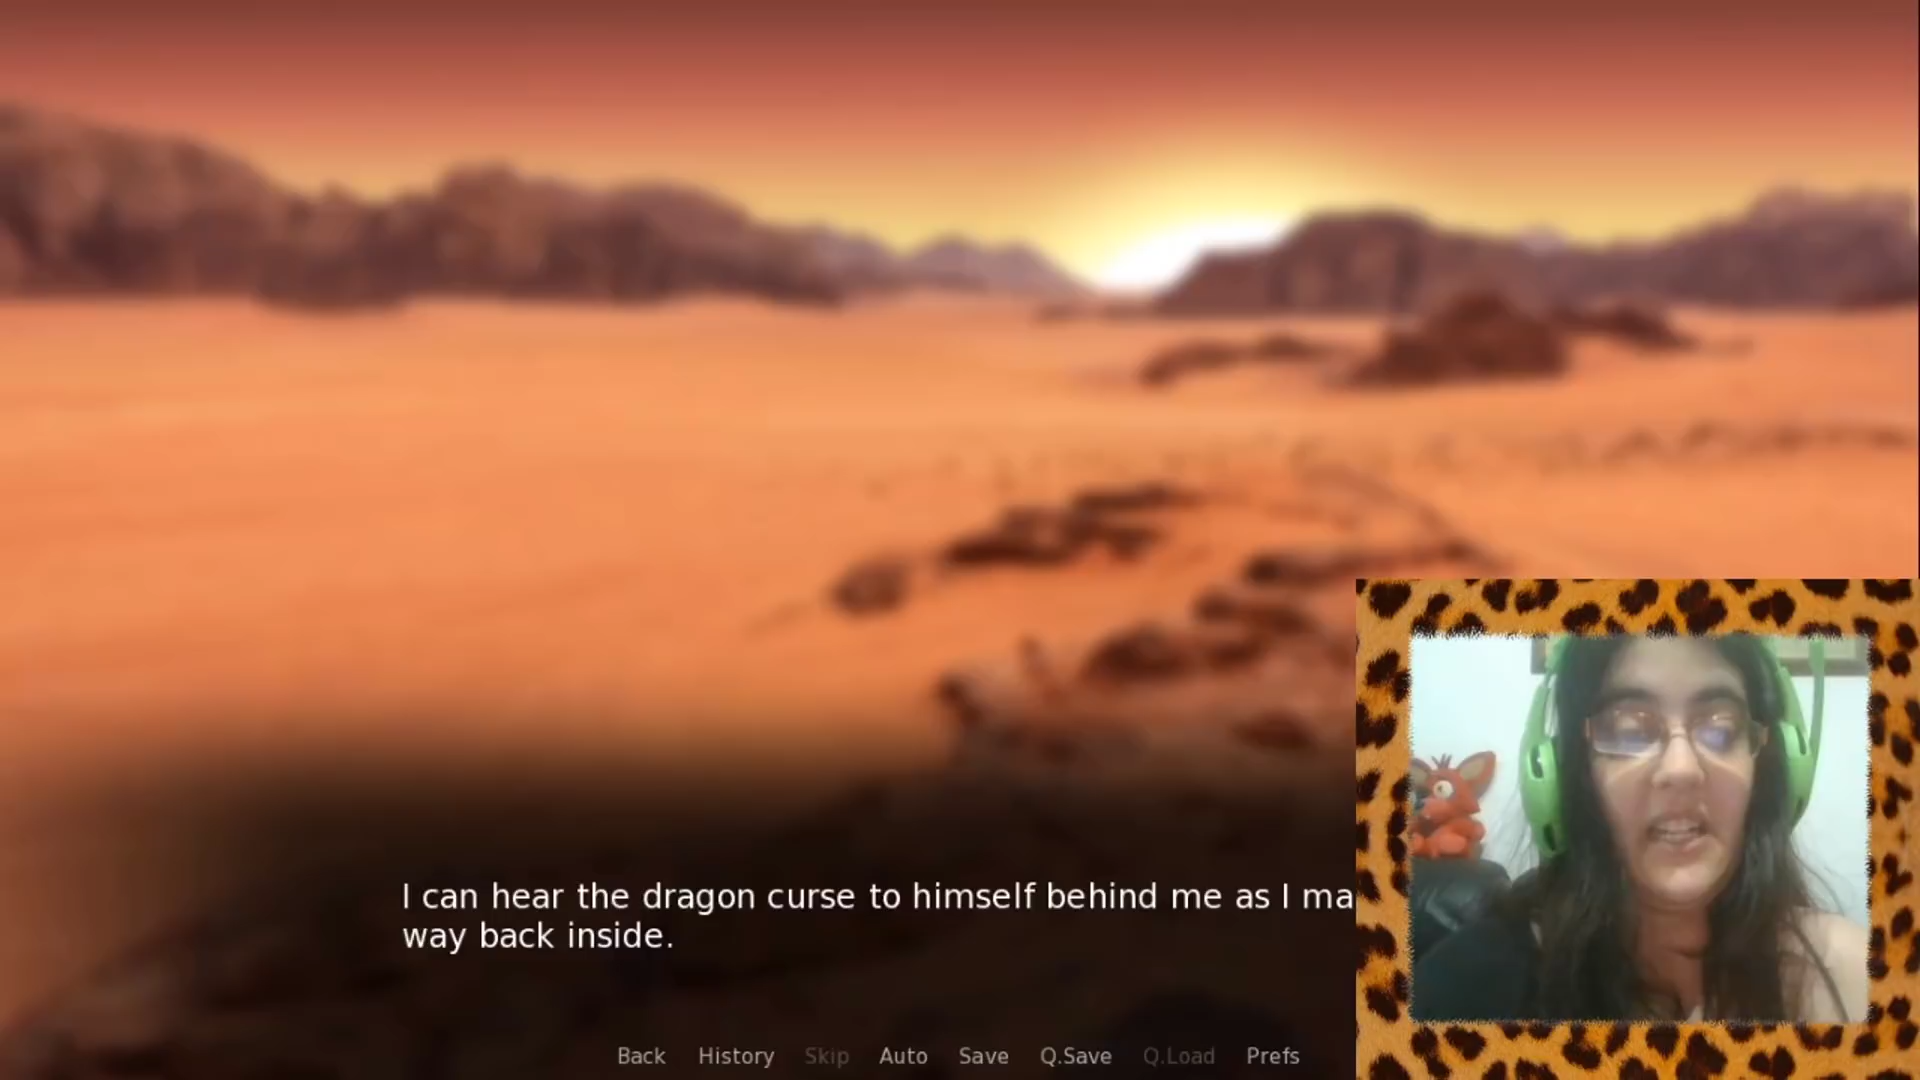 I can hear the dragon curse to himself behind me as I ma
way back inside.
Back History Skip Auto Save Q.Save Q.Load Prefs